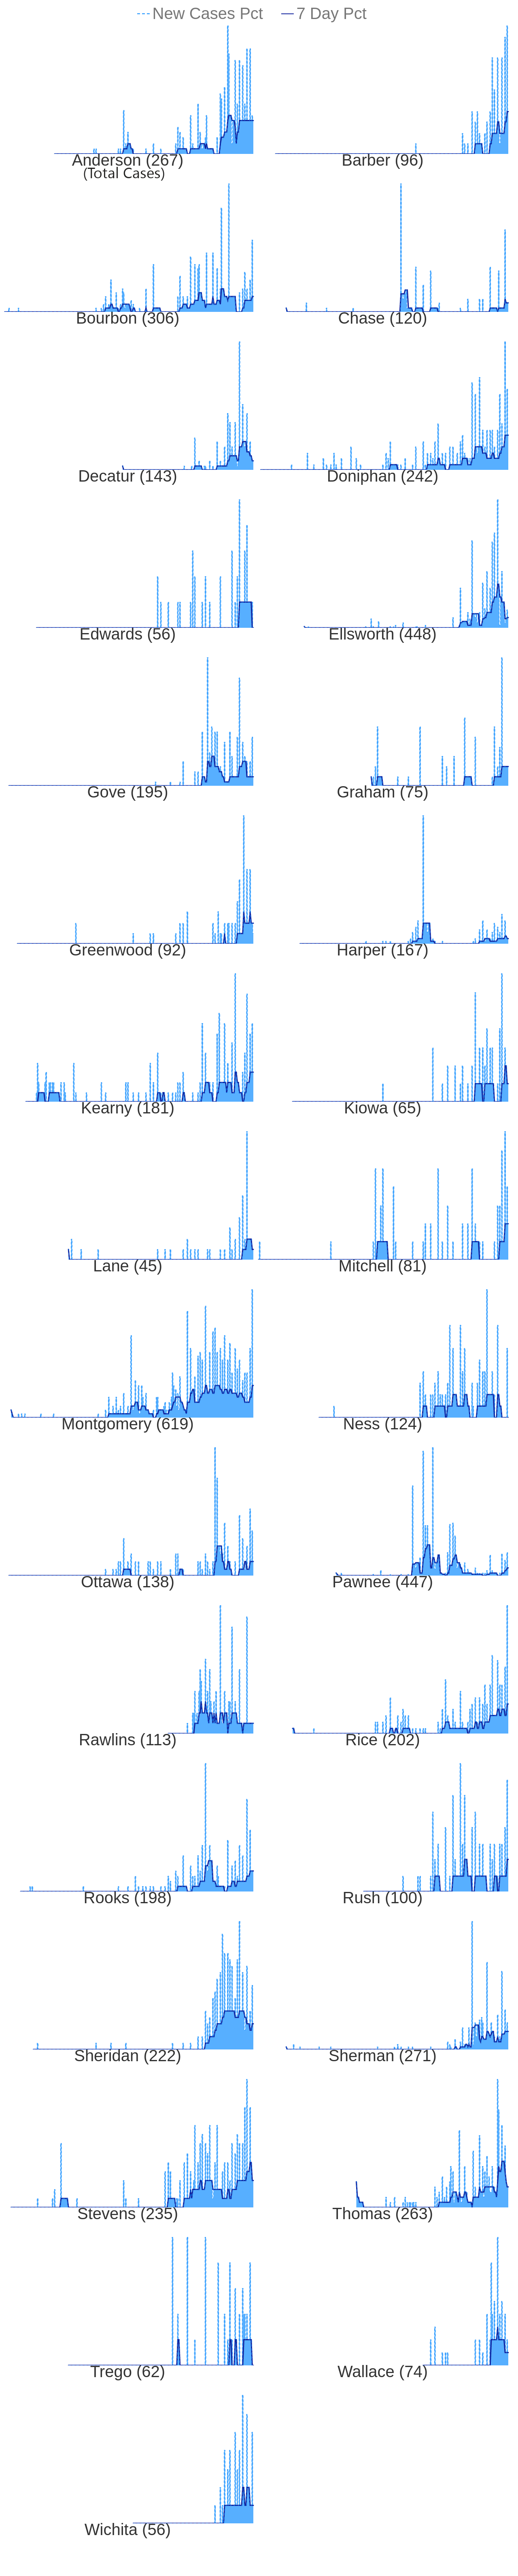 New Cases Pct 7 Day Pct
Anderson (267) Barber (96)
(Total Cases)
Bourbon (306) Chase (120)
Decatur (143) Doniphan (242)
Edwards (56) Ellsworth (448)
Gove (195) Graham (75)
Greenwood (92) Harper (167)
Kearny (181) Kiowa (65)
Lane (45) Mitchell (81)
Montgomery (619) Ness (124)
Ottawa (138) Pawnee (447)
Rawlins (113) Rice (202)
Rooks (198) Rush (100)
Sheridan (222) Sherman (271)
Stevens (235) Thomas (263)
Trego (62) Wallace (74)
Wichita (56)